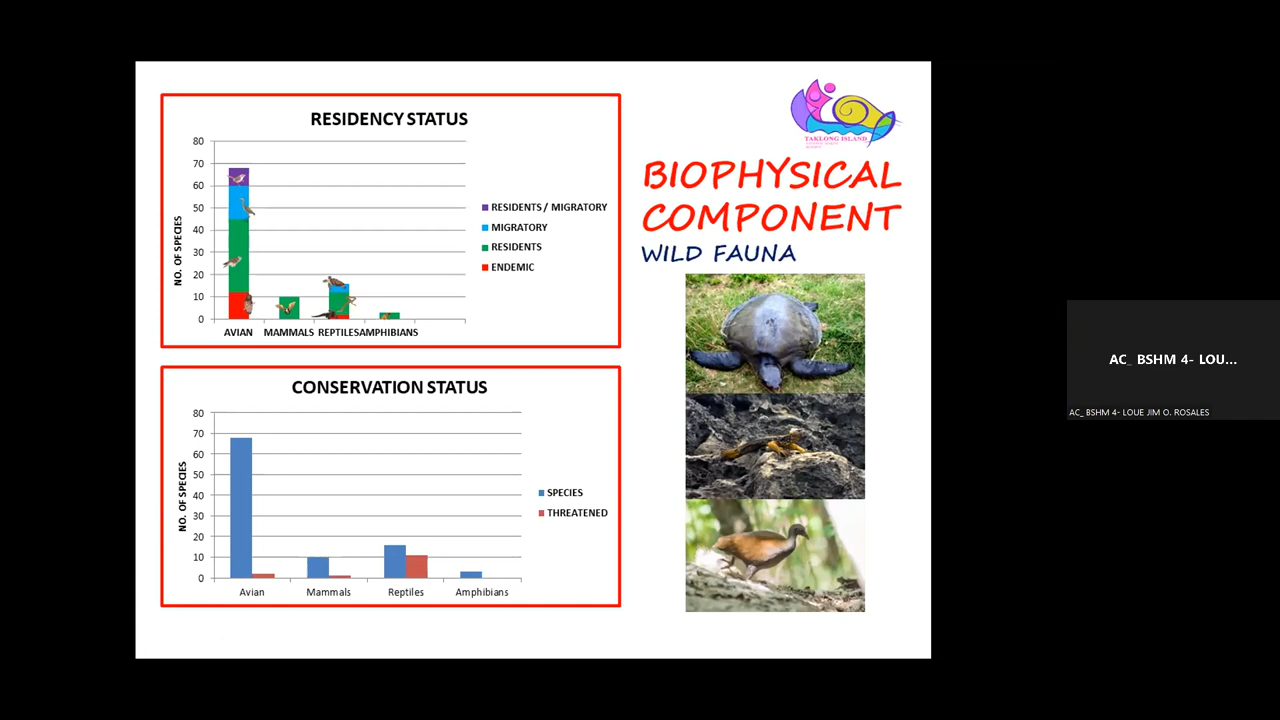 RESIDENCY STATUS
80
70
60
50
40
30
20
10
0
NO. OF SPECIES
AVIAN MAMMALS REPTILES AMPHIBIANS
RESIDENTS / MIGRATORY
MIGRATORY
RESIDENTS
ENDEMIC
CONSERVATION STATUS
80
70
60
50
40
30
20
10
0
NO. OF SPECIES
Avian Mammals Reptiles Amphibians
SPECIES
THREATENED
TAKLONG ISLAND
BIOPHYSICAL
COMPONENT
WILD FAUNA
AC_ BSHM 4- LOU...
AC_ BSHM 4- LOUE JIM O. ROSALES